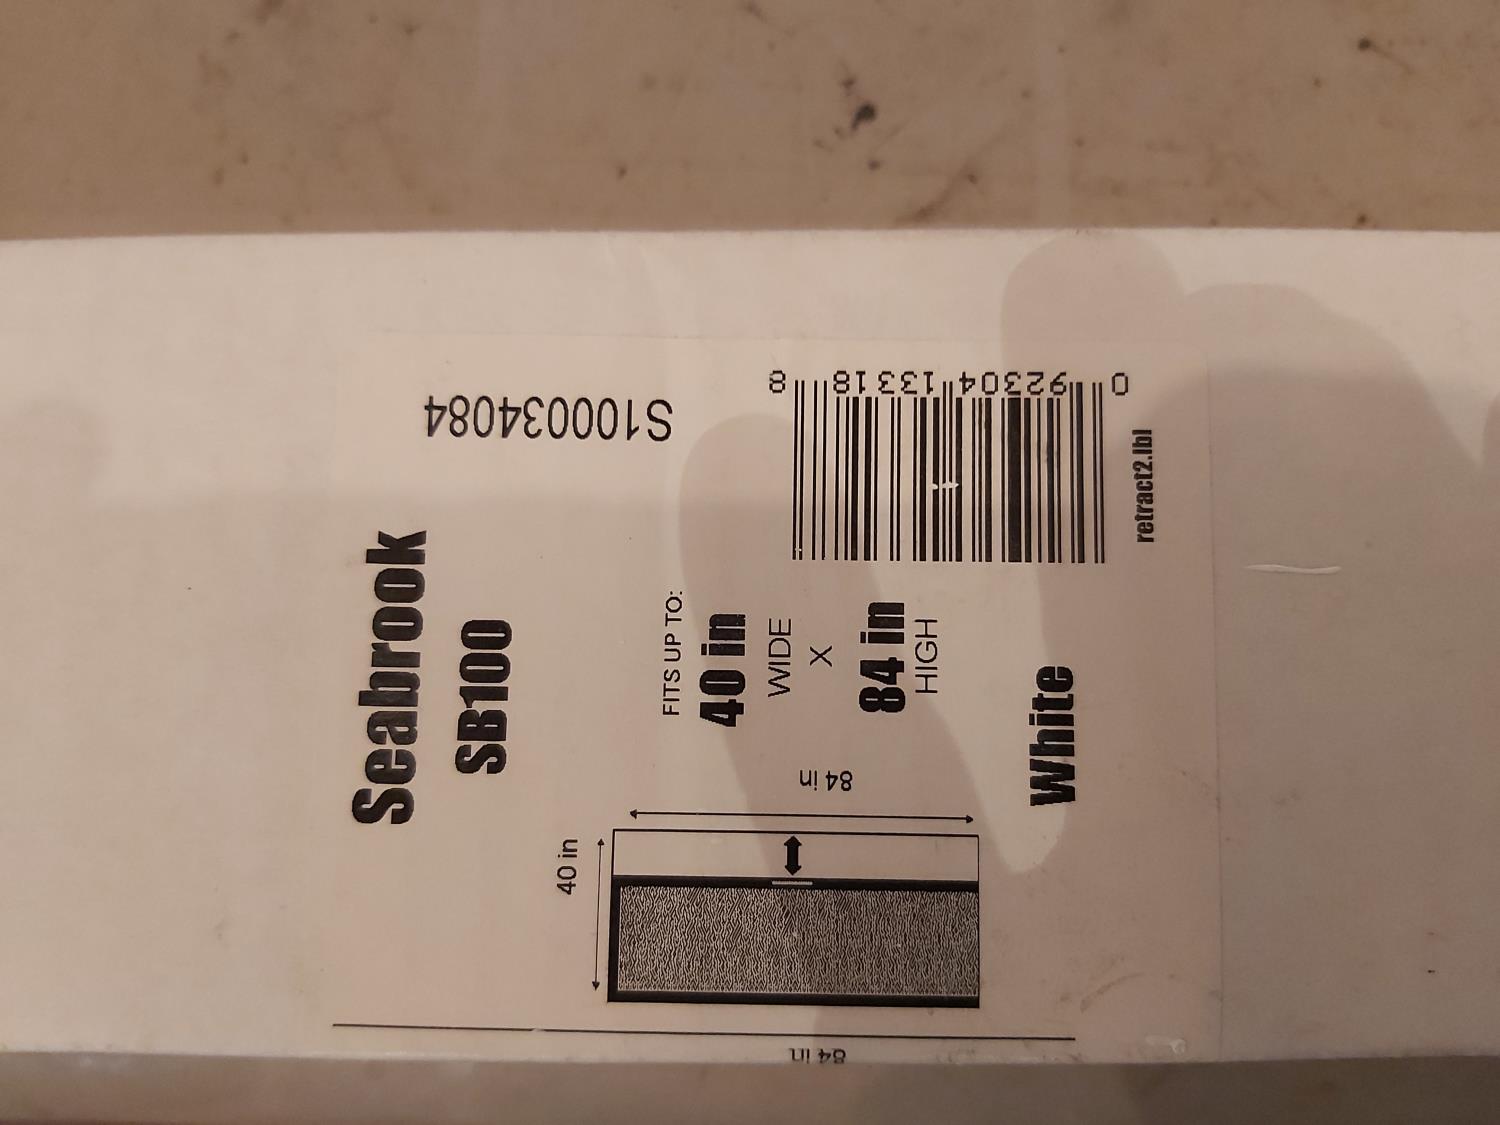 Seabrook
SB100
S100034084
FITS UP TO:
40 in
WIDE
X
84 in
HIGH
White
0 92304 13318 8
retract2.lbl
40 in
84 in
84 in.